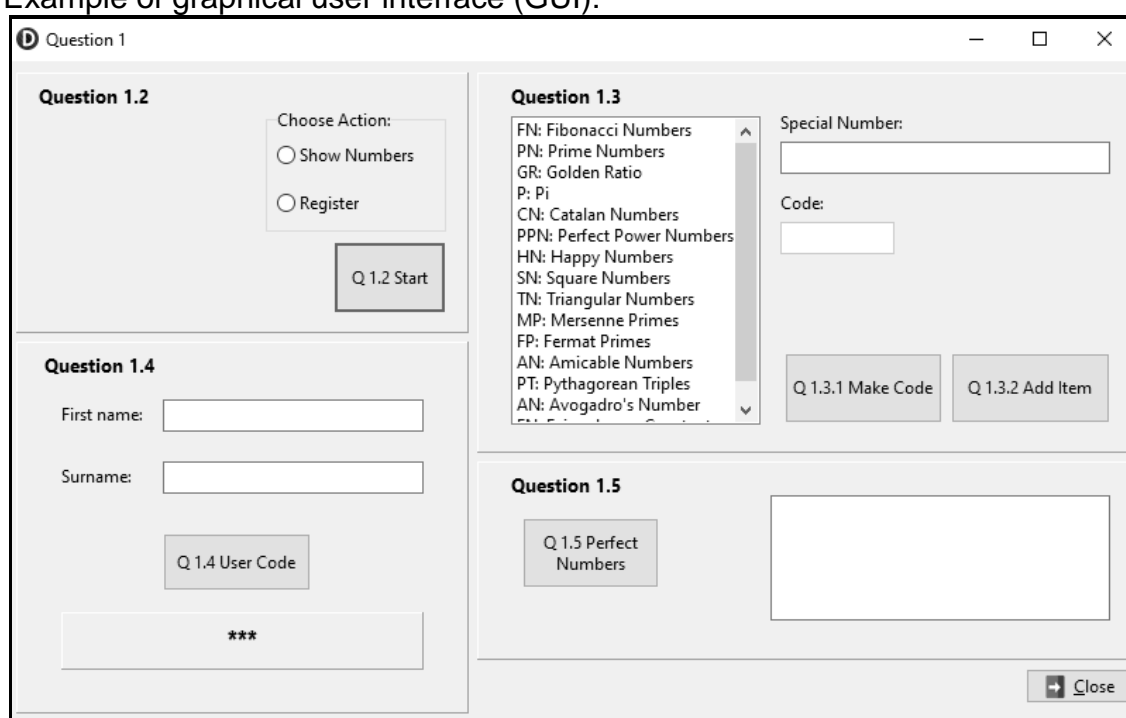 Example of graphical user interface (GUI):
Question 1
Question 1.2
Choose Action:
Show Numbers
Register
Q 1.2 Start
Question 1.3
FN: Fibonacci Numbers
PN: Prime Numbers
GR: Golden Ratio
P: Pi
CN: Catalan Numbers
PPN: Perfect Power Numbers
HN: Happy Numbers
SN: Square Numbers
TN: Triangular Numbers
MP: Mersenne Primes
FP: Fermat Primes
AN: Amicable Numbers
PT: Pythagorean Triples
AN: Avogadro's Number
Special Number:
Code:
Q 1.3.1 Make Code
Q 1.3.2 Add Item
Question 1.4
First name:
Surname:
Q 1.4 User Code
***
Question 1.5
Q 1.5 Perfect
Numbers
Close